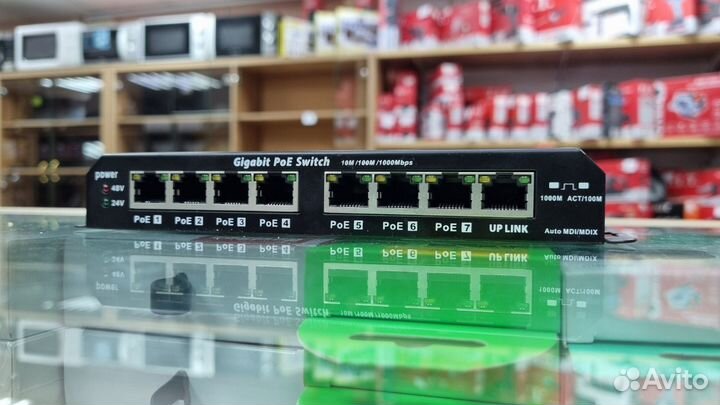 Gigabit PoE Switch 10M /100M /1000Mbps
power
48V
24V
1000M ACT/100M
PoE 1 PoE 2 PoE 3 PoE 4 PoE 5 PoE 6 PoE 7 UP LINK
Auto MDI/MDIX
Avito